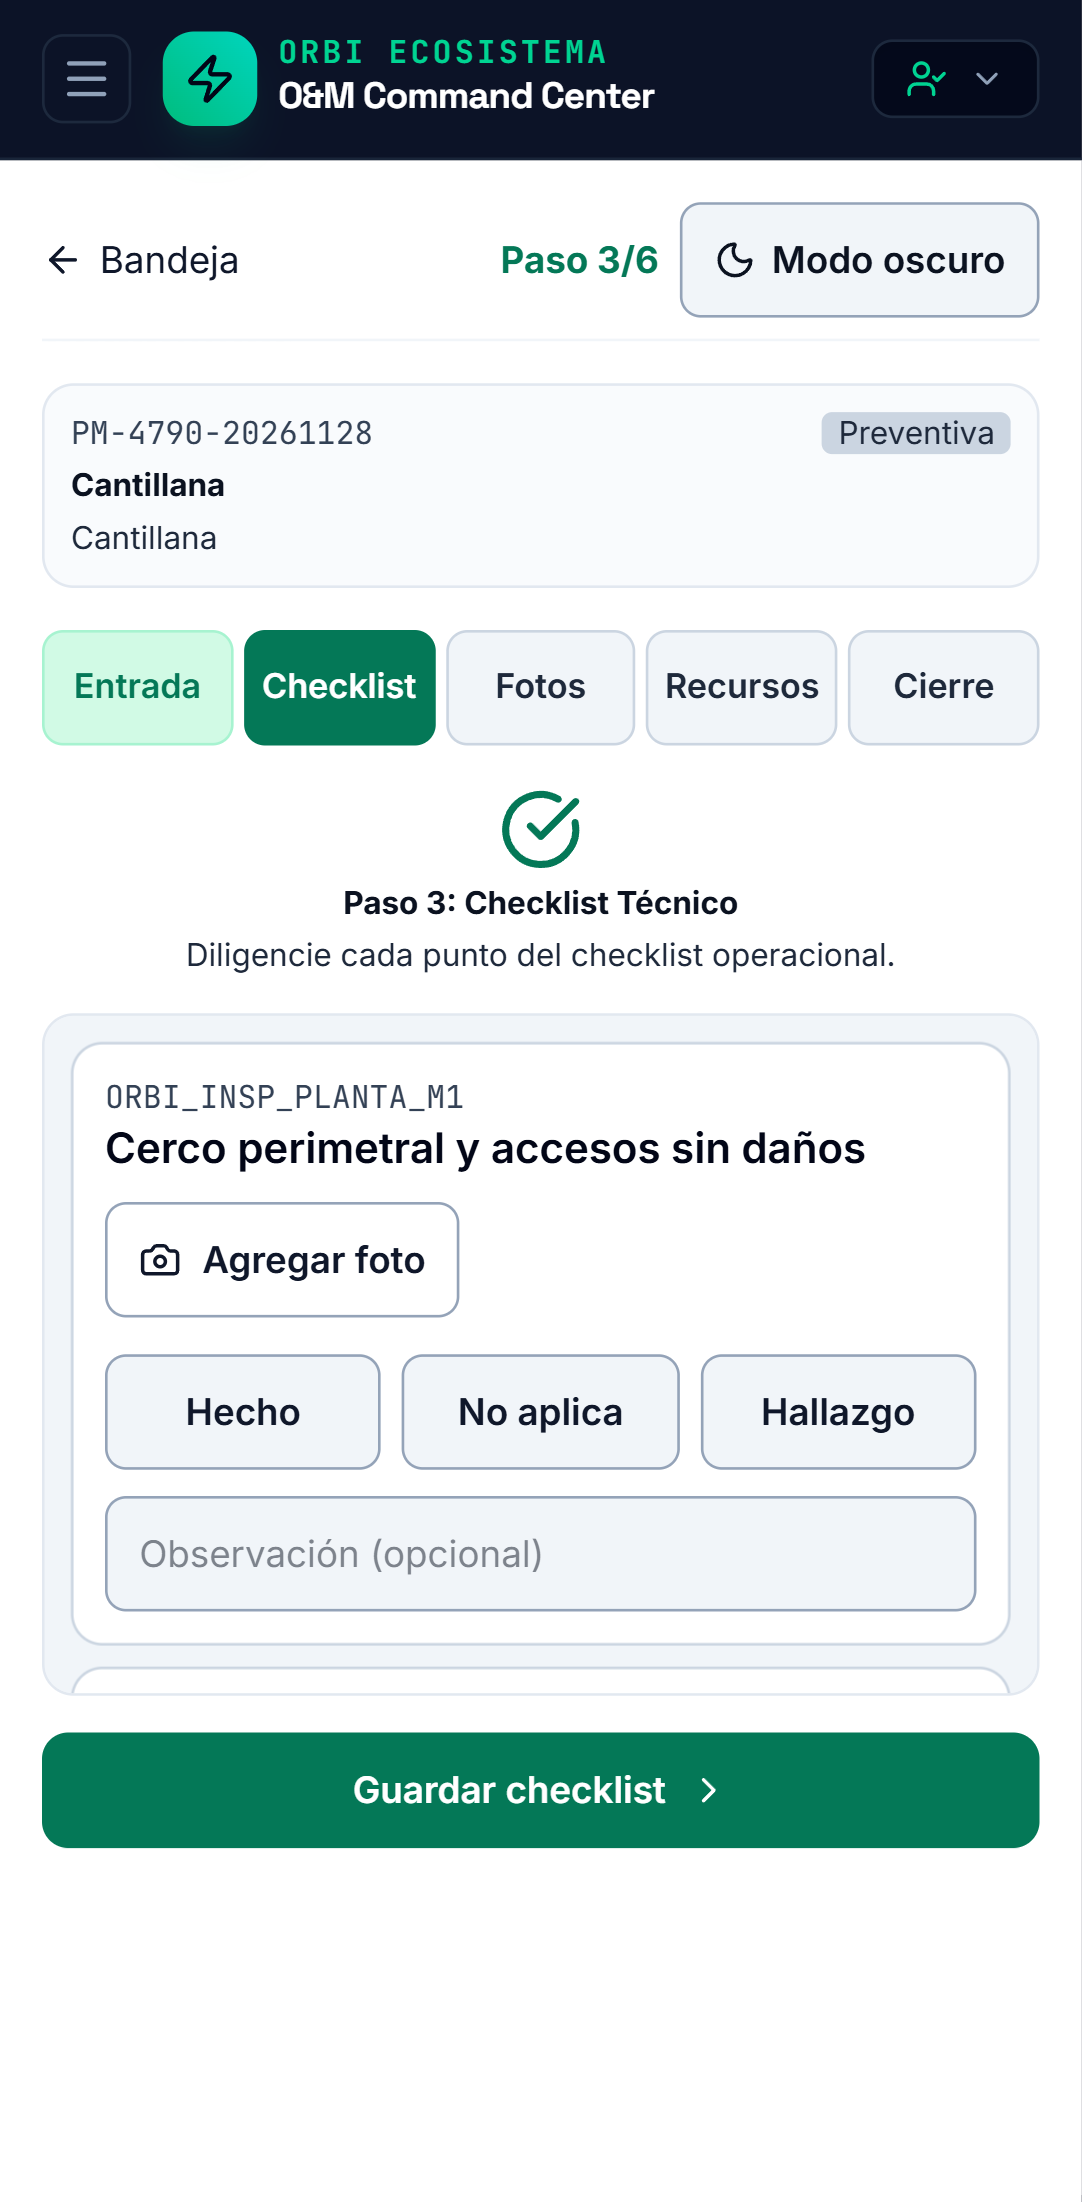 ORBI ECOSISTEMA
O&M Command Center
Bandeja
Paso 3/6
Modo oscuro
PM-4790-20261128
Preventiva
Cantillana
Cantillana
Entrada
Checklist
Fotos
Recursos
Cierre
Paso 3: Checklist Técnico
Diligencie cada punto del checklist operacional.
ORBI_INSP_PLANTA_M1
Cerco perimetral y accesos sin daños
Agregar foto
Hecho
No aplica
Hallazgo
Observación (opcional)
Guardar checklist